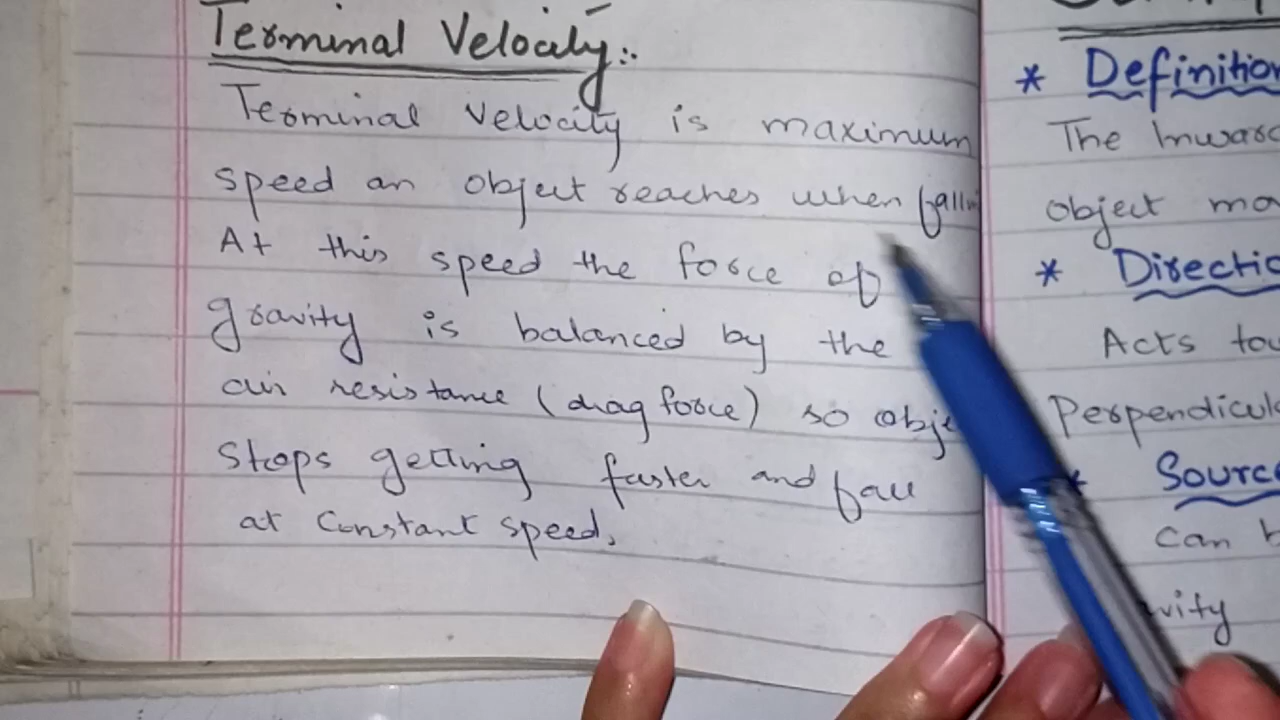 Terminal Velocity:.
Terminal Velocity is maximum
speed an object reaches when
At this speed the force of
gravity is balanced by the
air resistance (drag force) so obje
stops getting faster and fall
at constant speed.
* Definition
The Inward
object mo
* Directio
Acts tow
Perpendicul
* Source
can b
vity